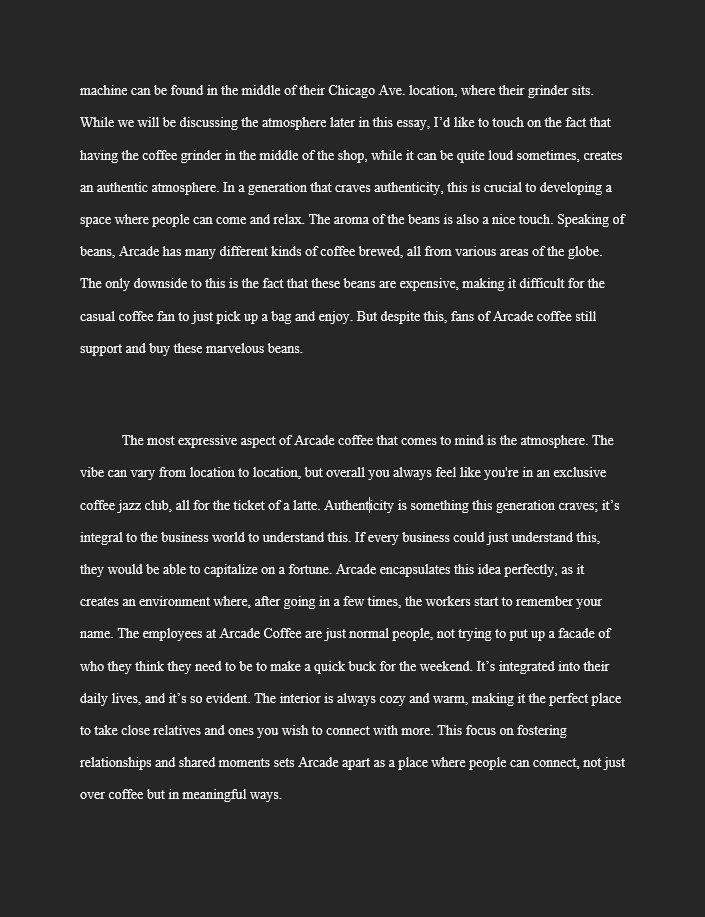 machine can be found in the middle of their Chicago Ave. location, where their grinder sits.
While we will be discussing the atmosphere later in this essay, I’d like to touch on the fact that
having the coffee grinder in the middle of the shop, while it can be quite loud sometimes, creates
an authentic atmosphere. In a generation that craves authenticity, this is crucial to developing a
space where people can come and relax. The aroma of the beans is also a nice touch. Speaking of
beans, Arcade has many different kinds of coffee brewed, all from various areas of the globe.
The only downside to this is the fact that these beans are expensive, making it difficult for the
casual coffee fan to just pick up a bag and enjoy. But despite this, fans of Arcade coffee still
support and buy these marvelous beans.
The most expressive aspect of Arcade coffee that comes to mind is the atmosphere. The
vibe can vary from location to location, but overall you always feel like you're in an exclusive
coffee jazz club, all for the ticket of a latte. Authenticity is something this generation craves; it’s
integral to the business world to understand this. If every business could just understand this,
they would be able to capitalize on a fortune. Arcade encapsulates this idea perfectly, as it
creates an environment where, after going in a few times, the workers start to remember your
name. The employees at Arcade Coffee are just normal people, not trying to put up a facade of
who they think they need to be to make a quick buck for the weekend. It’s integrated into their
daily lives, and it’s so evident. The interior is always cozy and warm, making it the perfect place
to take close relatives and ones you wish to connect with more. This focus on fostering
relationships and shared moments sets Arcade apart as a place where people can connect, not just
over coffee but in meaningful ways.